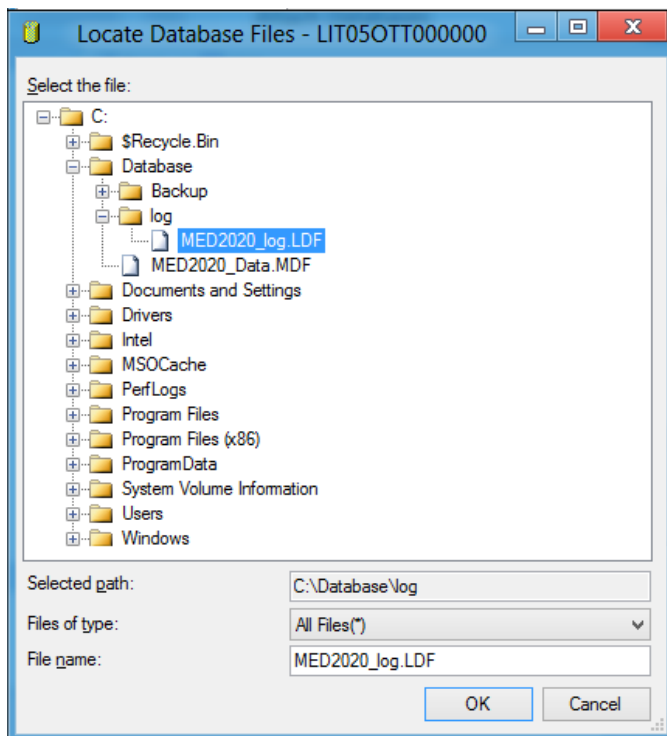 Locate Database Files - LIT05OTT000000
Select the file:
C:
$Recycle.Bin
Database
Backup
log
MED2020_log.LDF
MED2020_Data.MDF
Documents and Settings
Drivers
Intel
MSOCache
PerfLogs
Program Files
Program Files (x86)
ProgramData
System Volume Information
Users
Windows
Selected path: C:\Database\log
Files of type: All Files(*)
File name: MED2020_log.LDF
OK Cancel